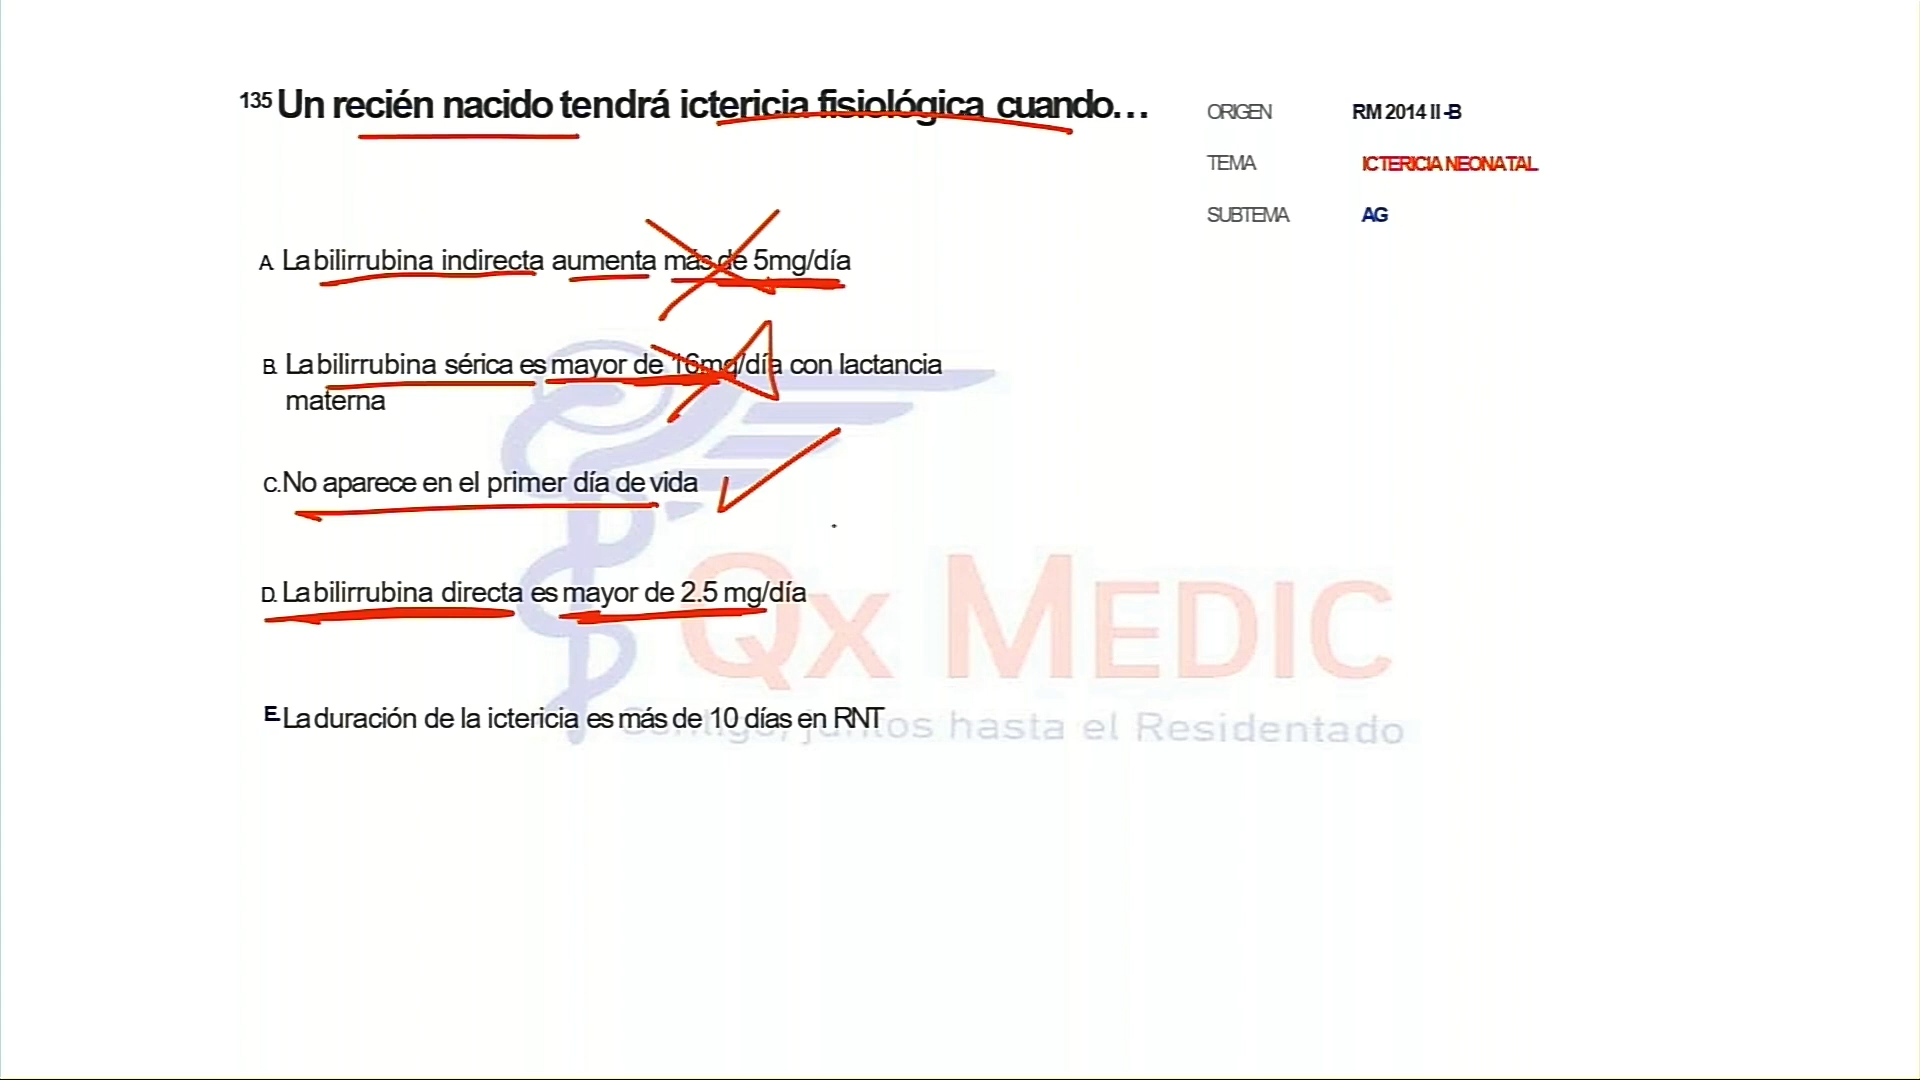 135 Un recién nacido tendrá ictericia fisiológica cuando…
ORIGEN RM 2014 II -B
TEMA ICTERICIA NEONATAL
SUBTEMA AG
A. La bilirrubina indirecta aumenta más de 5mg/día
B. La bilirrubina sérica es mayor de 16mg/día con lactancia
materna
C. No aparece en el primer día de vida
D. La bilirrubina directa es mayor de 2.5 mg/día
QX MEDIC
E. La duración de la ictericia es más de 10 días en RNT
Contigo, juntos hasta el Residentado